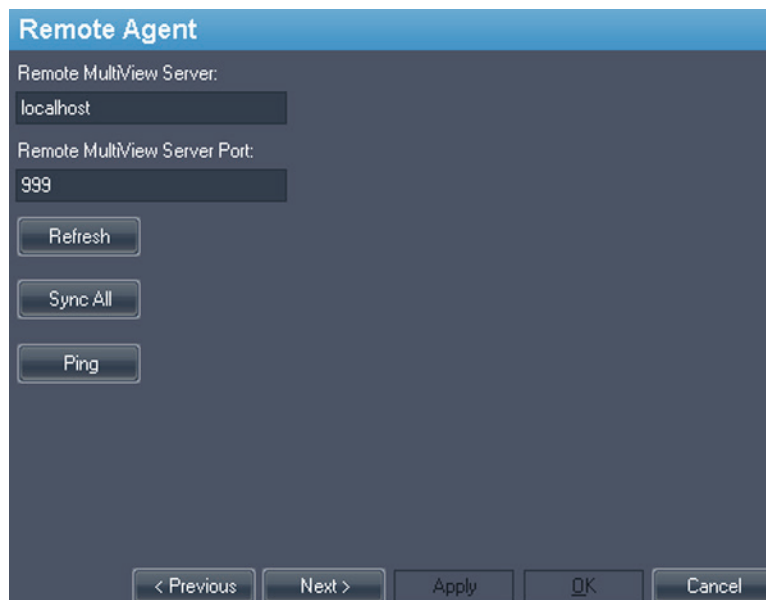 Remote Agent
Remote MultiView Server:
localhost
Remote MultiView Server Port:
999
Refresh
Sync All
Ping
< Previous Next > Apply OK Cancel